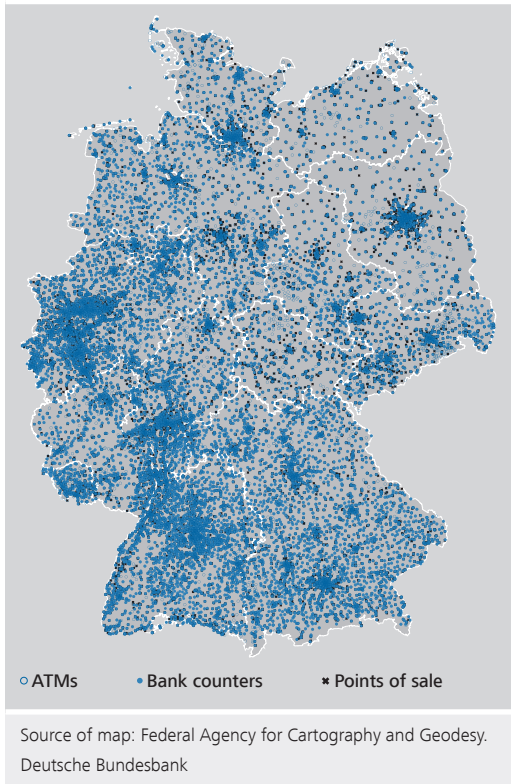 ATMs Bank counters Points of sale
Source of map: Federal Agency for Cartography and Geodesy.
Deutsche Bundesbank